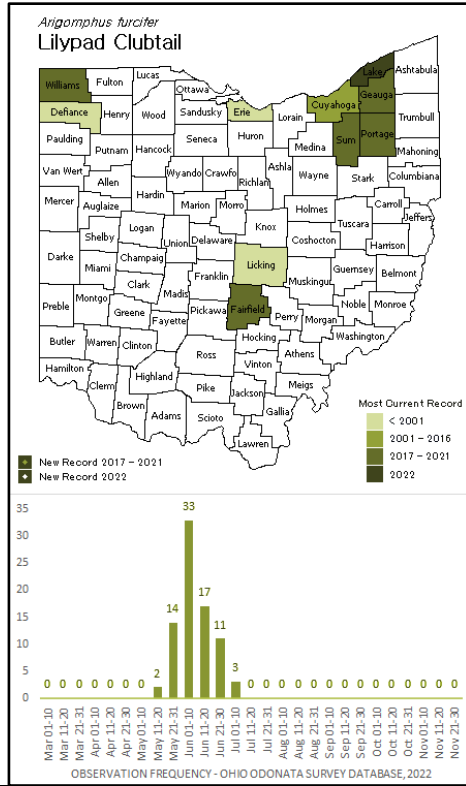 Arigomphus furcifer
Lilypad Clubtail
Williams Fulton Lucas Ottawa Lake Ashtabula
Defiance Henry Wood Sandusky Erie Lorain Cuyahoga Geauga
Paulding Putnam Hancock Seneca Huron Medina Sum Portage Trumbull
Van Wert Allen Wyando Crawfo Richlan Ashla Wayne Stark Mahoning
Mercer Auglaize Hardin Marion Morro Holmes Carroll Columbiana
Shelby Logan Union Delaware Knox Coshocton Tuscara Harrison Jeffers
Darke Miami Champaig Franklin Licking Muskingu Guernsey Belmont
Preble Montgo Clark Madis Pickawa Fairfield Perry Morgan Noble Monroe
Greene Fayette Washington
Butler Warren Clinton Ross Hocking Athens
Hamilton Clerm Highland Vinton Meigs
Brown Adams Pike Jackson Gallia
Scioto Lawren
Most Current Record
< 2001
2001 - 2016
2017 - 2021
2022
New Record 2017 - 2021
New Record 2022
35
30
25
20
15
10
5
0
0 0 0 0 0 0 0 2 14 33 17 11 3 0 0 0 0 0 0 0 0 0 0 0 0 0 0
Mar 01-10
Mar 11-20
Mar 21-31
Apr 01-10
Apr 11-20
Apr 21-30
May 01-10
May 11-20
May 21-31
Jun 01-10
Jun 11-20
Jun 21-30
Jul 01-10
Jul 11-20
Jul 21-31
Aug 01-10
Aug 11-20
Aug 21-31
Sep 01-10
Sep 11-20
Sep 21-30
Oct 01-10
Oct 11-20
Oct 21-31
Nov 01-10
Nov 11-20
Nov 21-30
OBSERVATION FREQUENCY - OHIO ODONATA SURVEY DATABASE, 2022